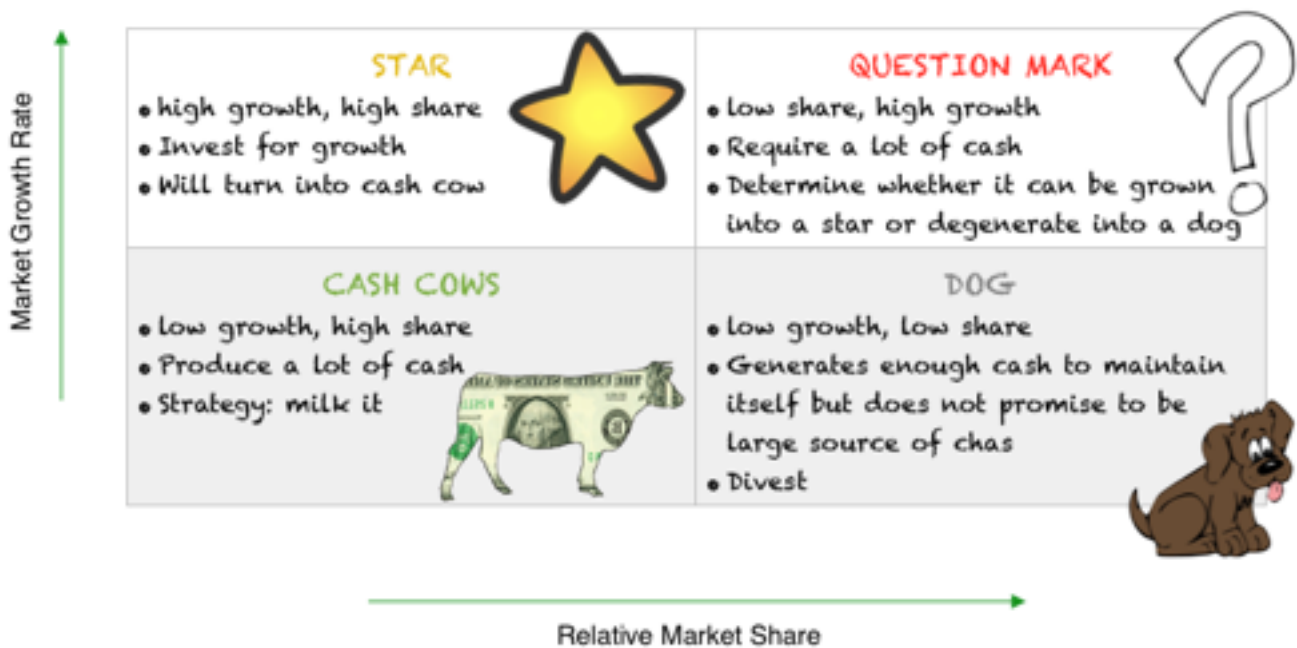 Market Growth Rate
STAR
• high growth, high share
• Invest for growth
• Will turn into cash cow
QUESTION MARK
• low share, high growth
• Require a lot of cash
• Determine whether it can be grown
into a star or degenerate into a dog
CASH COWS
• low growth, high share
• Produce a lot of cash
• Strategy: milk it
DOG
• low growth, low share
• Generates enough cash to maintain
itself but does not promise to be
large source of chas
• Divest
Relative Market Share